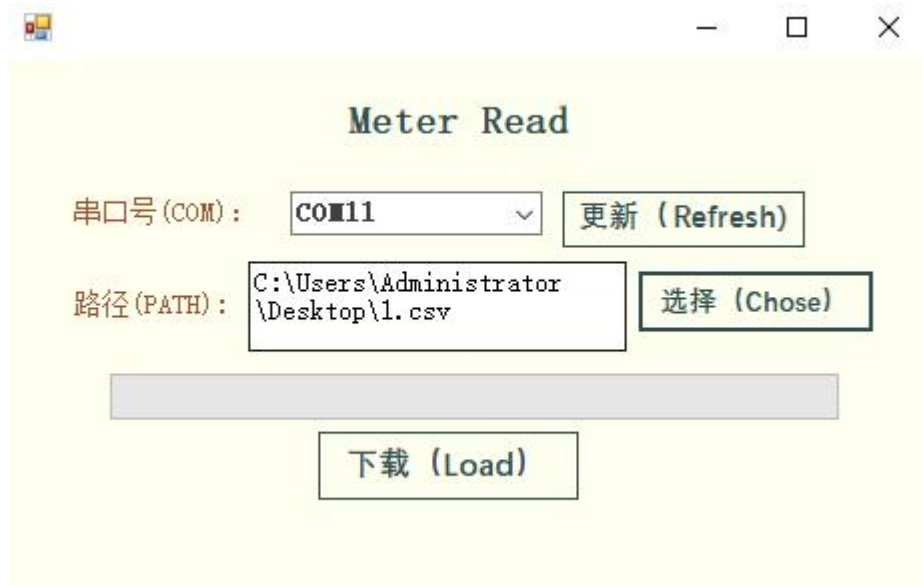 Meter Read
串口号(COM): COM11 更新（Refresh)
路径(PATH): C:\Users\Administrator
\Desktop\1.csv 选择（Chose）
下载（Load）